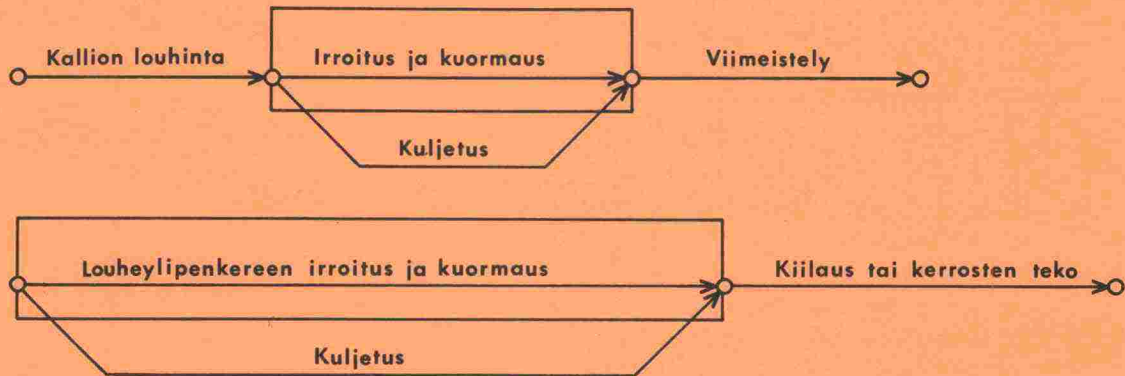 Kallion louhinta
Irroitus ja kuormaus
Viimeistely
Kuljetus
Louheylipenkereen irroitus ja kuormaus
Kiilaus tai kerrosten teko
Kuljetus